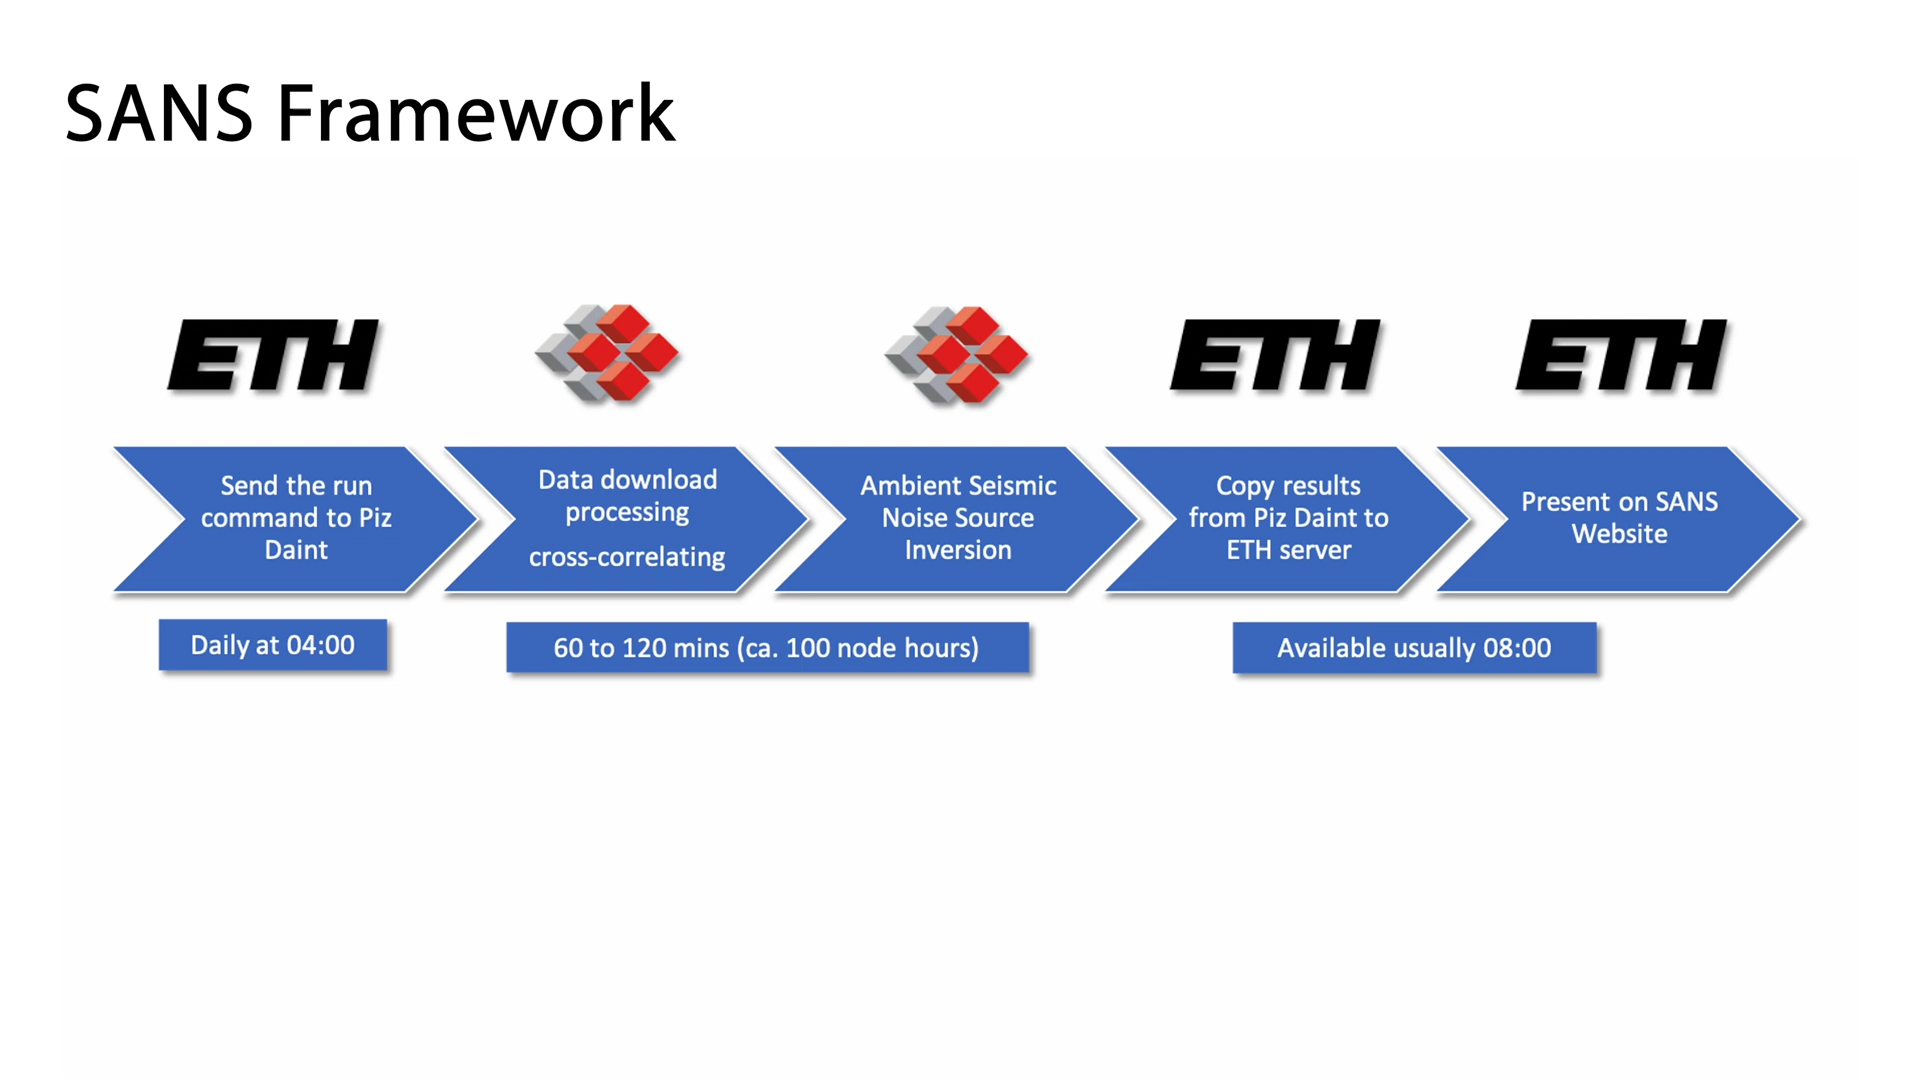 SANS Framework
ETH
ETH
ETH
Send the run
command to Piz
Daint
Data download
processing
cross-correlating
Ambient Seismic
Noise Source
Inversion
Copy results
from Piz Daint to
ETH server
Present on SANS
Website
Daily at 04:00
60 to 120 mins (ca. 100 node hours)
Available usually 08:00